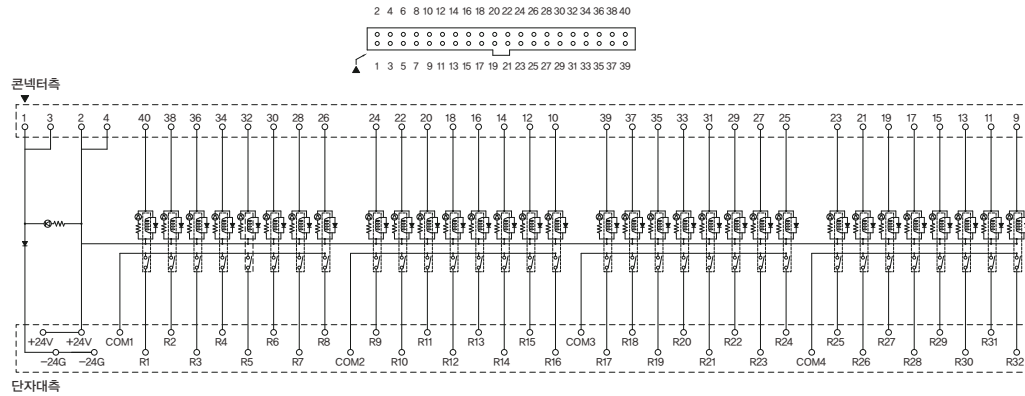 2 4 6 8 10 12 14 16 18 20 22 24 26 28 30 32 34 36 38 40
1 3 5 7 9 11 13 15 17 19 21 23 25 27 29 31 33 35 37 39
콘넥터측
1 3 2 4 40 38 36 34 32 30 28 26 24 22 20 18 16 14 12 10 39 37 35 33 31 29 27 25 23 21 19 17 15 13 11 9
+24V +24V COM1 R2 R4 R6 R8 R9 R11 R13 R15 COM3 R18 R20 R22 R24 R25 R27 R29 R31
−24G −24G R1 R3 R5 R7 COM2 R10 R12 R14 R16 R17 R19 R21 R23 COM4 R26 R28 R30 R32
단자대측